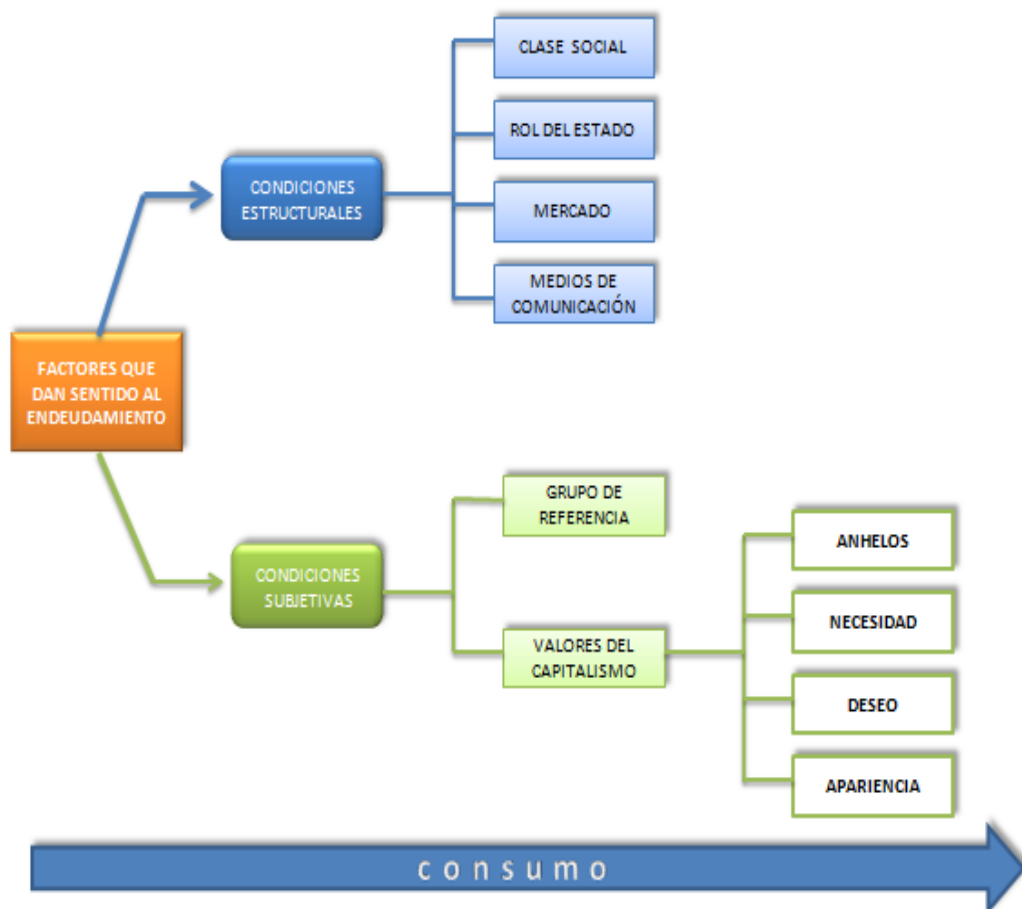 CLASE SOCIAL
ROL DEL ESTADO
CONDICIONES
ESTRUCTURALES
MERCADO
MEDIOS DE
COMUNICACIÓN
FACTORES QUE
DAN SENTIDO AL
ENDEUDAMIENTO
GRUPO DE
REFERENCIA
CONDICIONES
SUBJETIVAS
VALORES DEL
CAPITALISMO
ANHELOS
NECESIDAD
DESEO
APARIENCIA
consumo